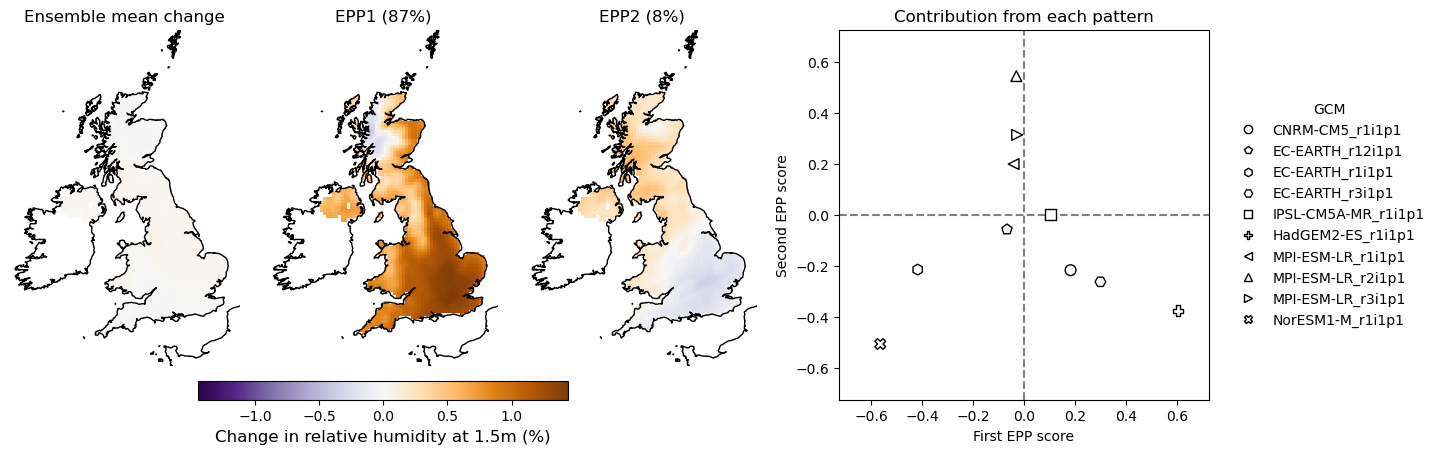 Ensemble mean change
EPP1 (87%)
EPP2 (8%)
Contribution from each pattern
−1.0
−0.5
0.0
0.5
1.0
Change in relative humidity at 1.5m (%)
Second EPP score
0.6
0.4
0.2
0.0
−0.2
−0.4
−0.6
−0.6
−0.4
−0.2
0.0
0.2
0.4
0.6
First EPP score
GCM
CNRM-CM5_r1i1p1
EC-EARTH_r12i1p1
EC-EARTH_r1i1p1
EC-EARTH_r3i1p1
IPSL-CM5A-MR_r1i1p1
HadGEM2-ES_r1i1p1
MPI-ESM-LR_r1i1p1
MPI-ESM-LR_r2i1p1
MPI-ESM-LR_r3i1p1
NorESM1-M_r1i1p1